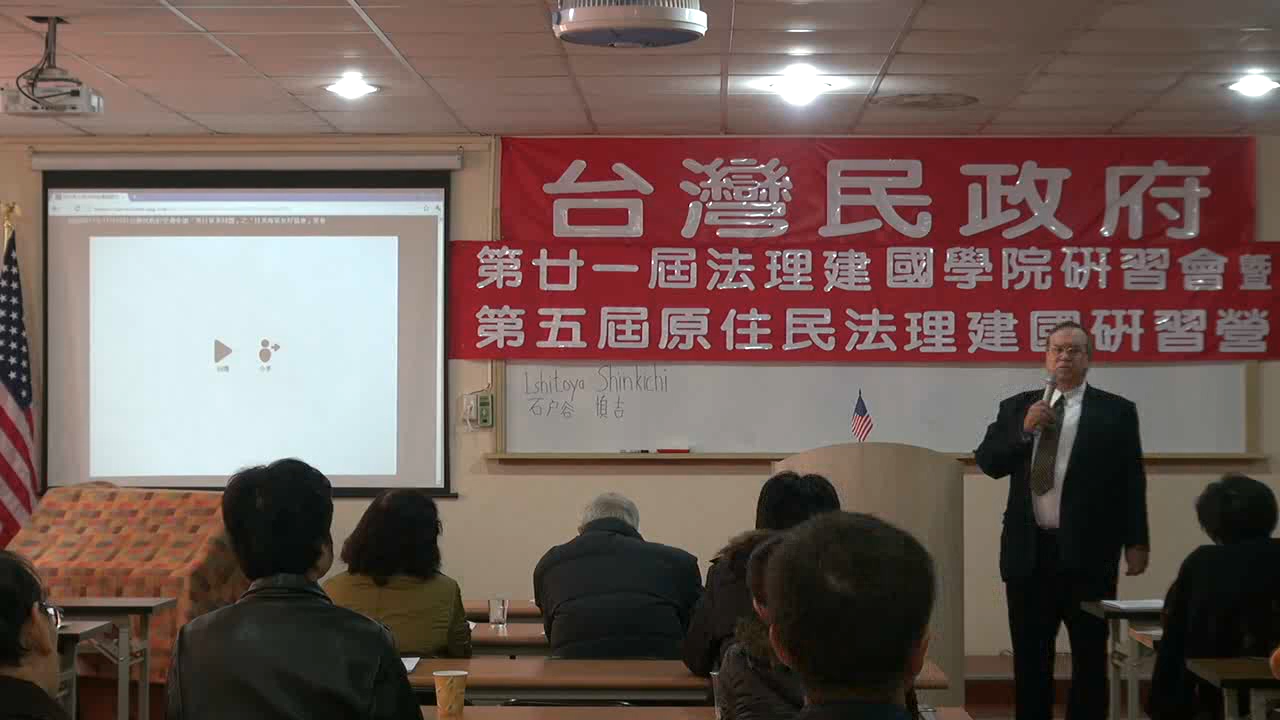 台灣民政府
第廿一屆法理建國學院研習會暨
第五屆原住民法理建國研習營
Ishitoya Shinkichi
石户谷 慎吉